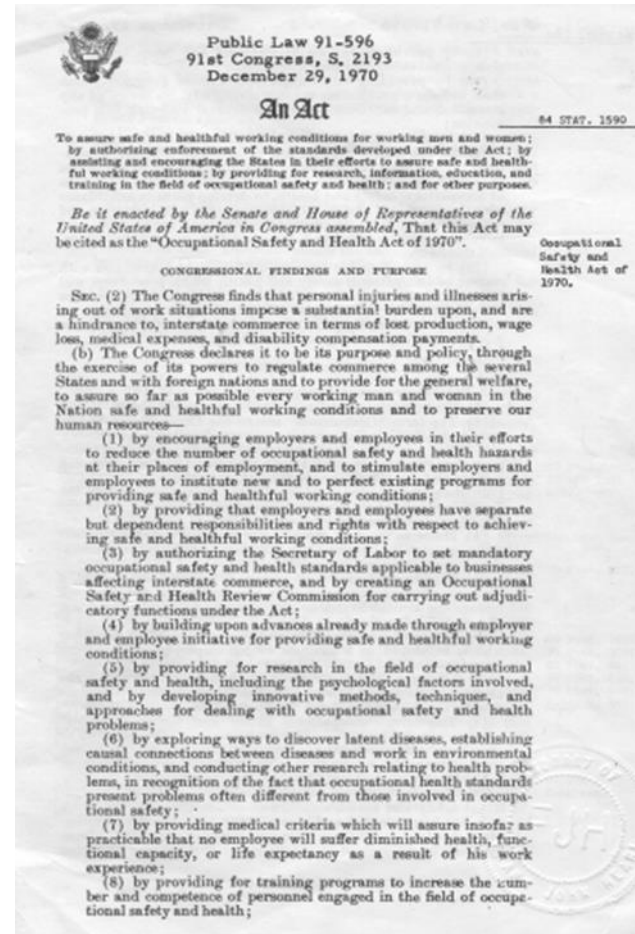 Public Law 91-596
91st Congress, S. 2193
December 29, 1970
An Act
84 STAT. 1590
To assure safe and healthful working conditions for working men and women;
by authorizing enforcement of the standards developed under the Act; by
assisting and encouraging the States in their efforts to assure safe and health-
ful working conditions; by providing for research, information, education, and
training in the field of occupational safety and health; and for other purposes.
Be it enacted by the Senate and House of Representatives of the
United States of America in Congress assembled, That this Act may
be cited as the "Occupational Safety and Health Act of 1970".
Occupational
Safety and
Health Act of
1970.
CONGRESSIONAL FINDINGS AND PURPOSE
SEC. (2) The Congress finds that personal injuries and illnesses aris-
ing out of work situations impose a substantial burden upon, and are
a hindrance to, interstate commerce in terms of lost production, wage
loss, medical expenses, and disability compensation payments.
(b) The Congress declares it to be its purpose and policy, through
the exercise of its powers to regulate commerce among the several
States and with foreign nations and to provide for the general welfare,
to assure so far as possible every working man and woman in the
Nation safe and healthful working conditions and to preserve our
human resources—
(1) by encouraging employers and employees in their efforts
to reduce the number of occupational safety and health hazards
at their places of employment, and to stimulate employers and
employees to institute new and to perfect existing programs for
providing safe and healthful working conditions;
(2) by providing that employers and employees have separate
but dependent responsibilities and rights with respect to achiev-
ing safe and healthful working conditions;
(3) by authorizing the Secretary of Labor to set mandatory
occupational safety and health standards applicable to businesses
affecting interstate commerce, and by creating an Occupational
Safety and Health Review Commission for carrying out adjudi-
catory functions under the Act;
(4) by building upon advances already made through employer
and employee initiative for providing safe and healthful working
conditions;
(5) by providing for research in the field of occupational
safety and health, including the psychological factors involved,
and by developing innovative methods, techniques, and
approaches for dealing with occupational safety and health
problems;
(6) by exploring ways to discover latent diseases, establishing
causal connections between diseases and work in environmental
conditions, and conducting other research relating to health prob-
lems, in recognition of the fact that occupational health standards
present problems often different from those involved in occupa-
tional safety;
(7) by providing medical criteria which will assure insofar as
practicable that no employee will suffer diminished health, func-
tional capacity, or life expectancy as a result of his work
experience;
(8) by providing for training programs to increase the num-
ber and competence of personnel engaged in the field of occupa-
tional safety and health;